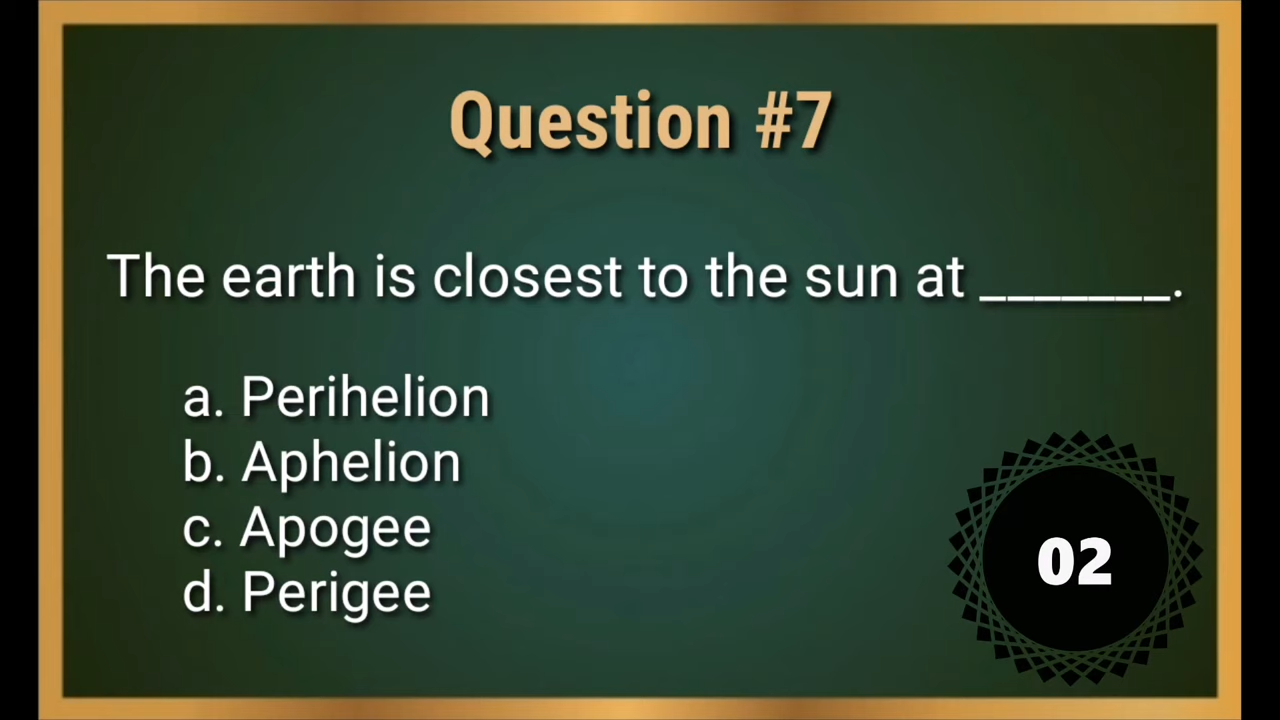 Question #7
The earth is closest to the sun at _______.
a. Perihelion
b. Aphelion
c. Apogee
d. Perigee
02